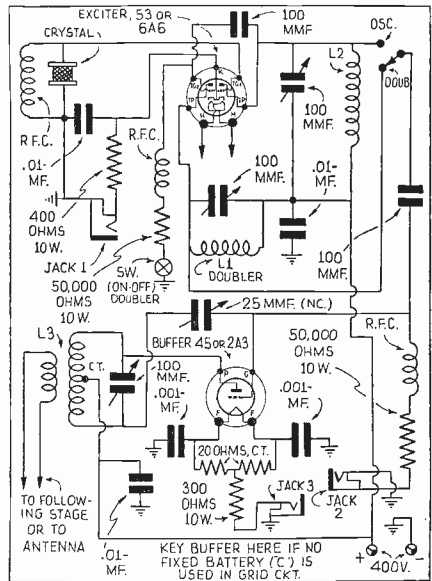 EXCITER, 53 OR
6A6
CRYSTAL
100
MMF.
OSC.
L2
DOUB.
R.F.C.
100
MMF.
.01-
MF.
R.F.C.
100
MMF.
.01-
MF.
400
OHMS
10 W.
100
MMF.
JACK 1
SW.
(ON-OFF)
DOUBLER
L1
DOUBLER
50,000
OHMS
10 W.
25 MMF. (NC.)
BUFFER 45 OR 2A3
50,000
OHMS
10 W.
R.F.C.
L3
C.T.
100
MMF.
P
G
F
F
.001-
MF.
.001-
MF.
20 OHMS, C.T.
300
OHMS
10 W.
JACK 3
JACK
2
TO FOLLOW-
ING STAGE
OR TO
ANTENNA
.01-
MF.
KEY BUFFER HERE IF NO
FIXED BATTERY ("C") IS
USED IN GRID CKT.
+ 400V. -